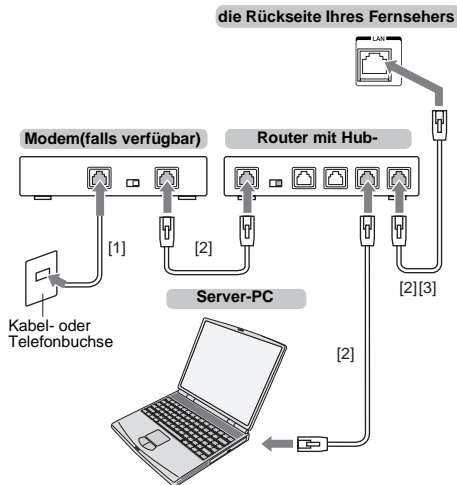 die Rückseite Ihres Fernsehers
LAN
Modem(falls verfügbar)
Router mit Hub-
[1]
[2]
[2][3]
Server-PC
Kabel- oder
Telefonbuchse
[2]